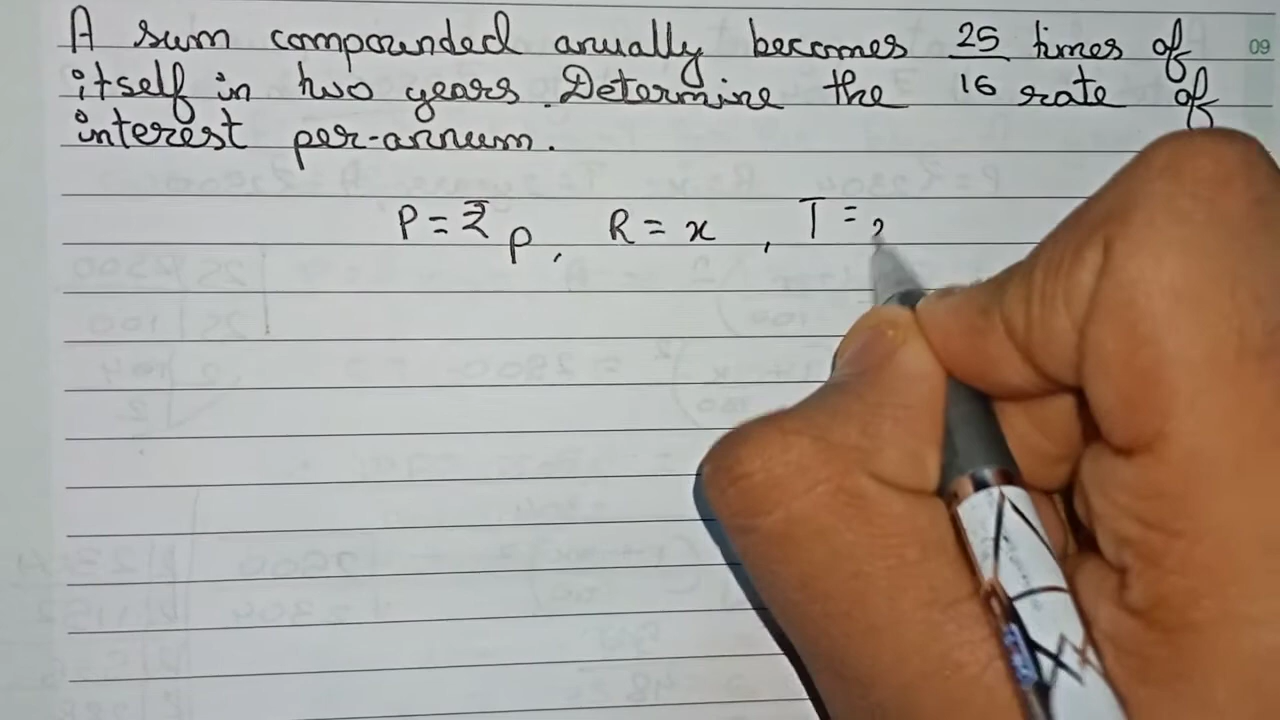 A sum compounded anually becomes 25/16 times of
itself in two years. Determine the rate of
interest per-annum.
P = ₹ p, R = x, T = 2
09